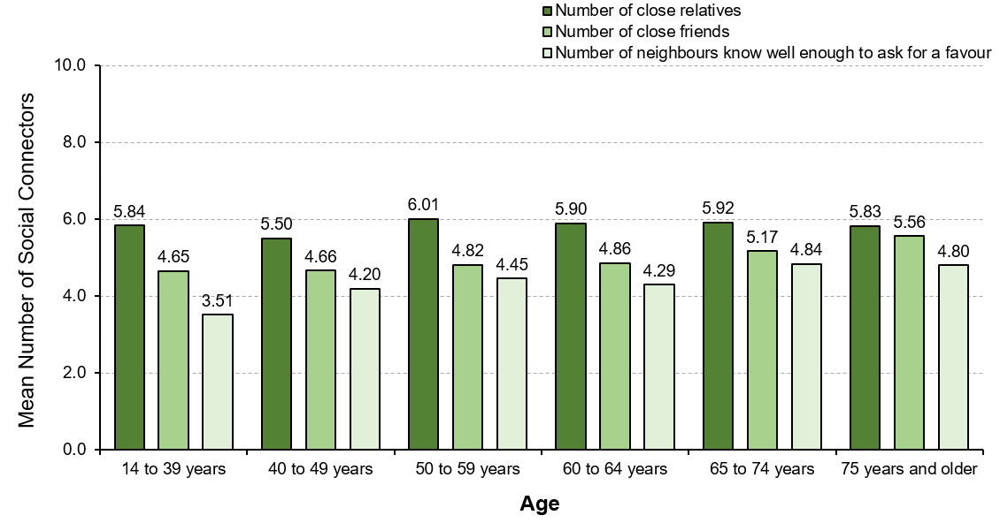 Number of close relatives
Number of close friends
Number of neighbours know well enough to ask for a favour
Mean Number of Social Connectors
10.0
8.0
6.0
4.0
2.0
0.0
5.84
4.65
3.51
5.50
4.66
4.20
6.01
4.82
4.45
5.90
4.86
4.29
5.92
5.17
4.84
5.83
5.56
4.80
14 to 39 years
40 to 49 years
50 to 59 years
60 to 64 years
65 to 74 years
75 years and older
Age